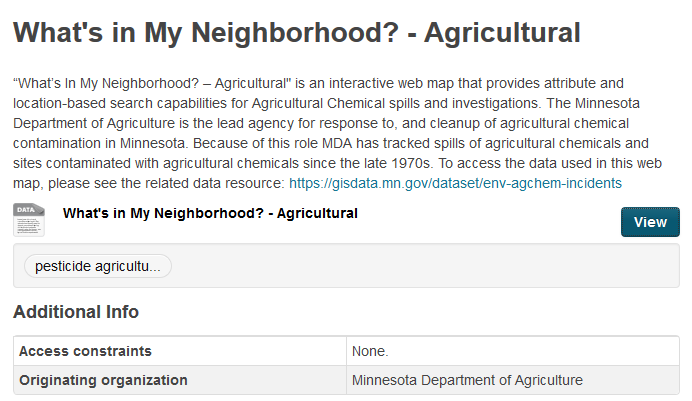 What's in My Neighborhood? - Agricultural
“What’s In My Neighborhood? – Agricultural" is an interactive web map that provides attribute and
location-based search capabilities for Agricultural Chemical spills and investigations. The Minnesota
Department of Agriculture is the lead agency for response to, and cleanup of agricultural chemical
contamination in Minnesota. Because of this role MDA has tracked spills of agricultural chemicals and
sites contaminated with agricultural chemicals since the late 1970s. To access the data used in this web
map, please see the related data resource: https://gisdata.mn.gov/dataset/env-agchem-incidents
DATA
What's in My Neighborhood? - Agricultural
View
pesticide agricultu...
Additional Info
Access constraints None.
Originating organization Minnesota Department of Agriculture